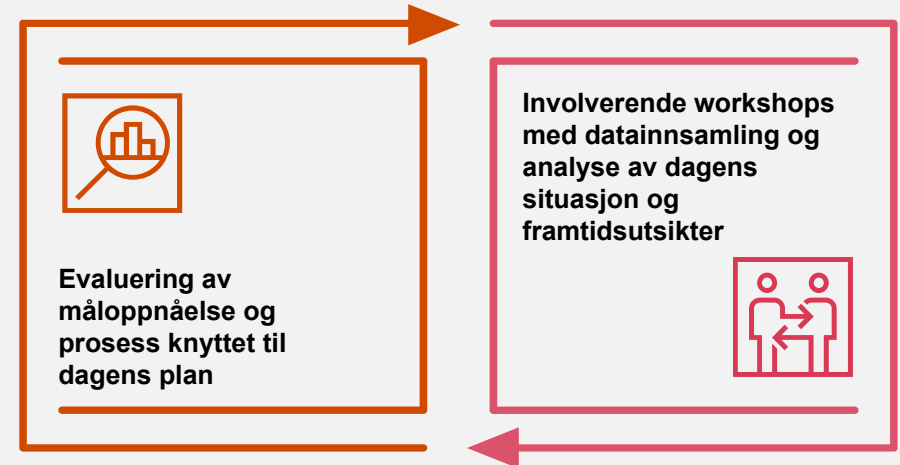 Evaluering av
måloppnåelse og
prosess knyttet til
dagens plan
Involverende workshops
med datainnsamling og
analyse av dagens
situasjon og
framtidsutsikter